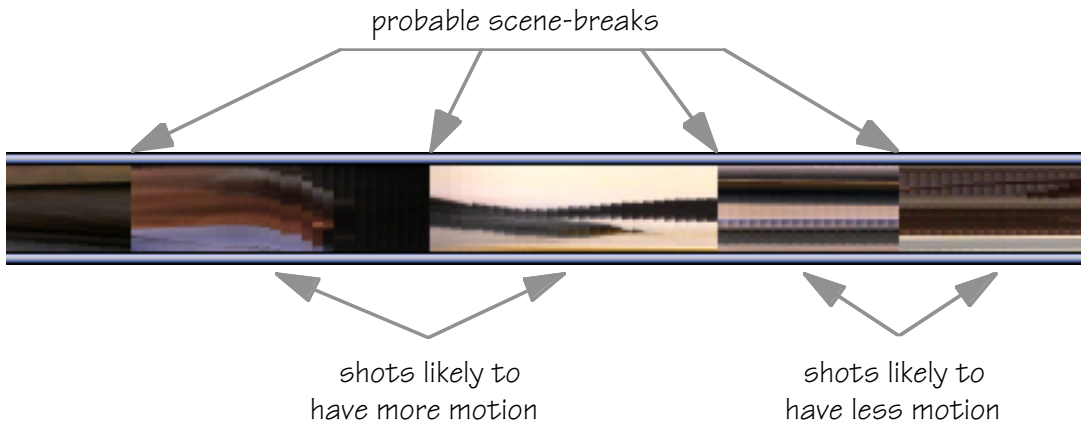 probable scene-breaks
shots likely to
have more motion
shots likely to
have less motion